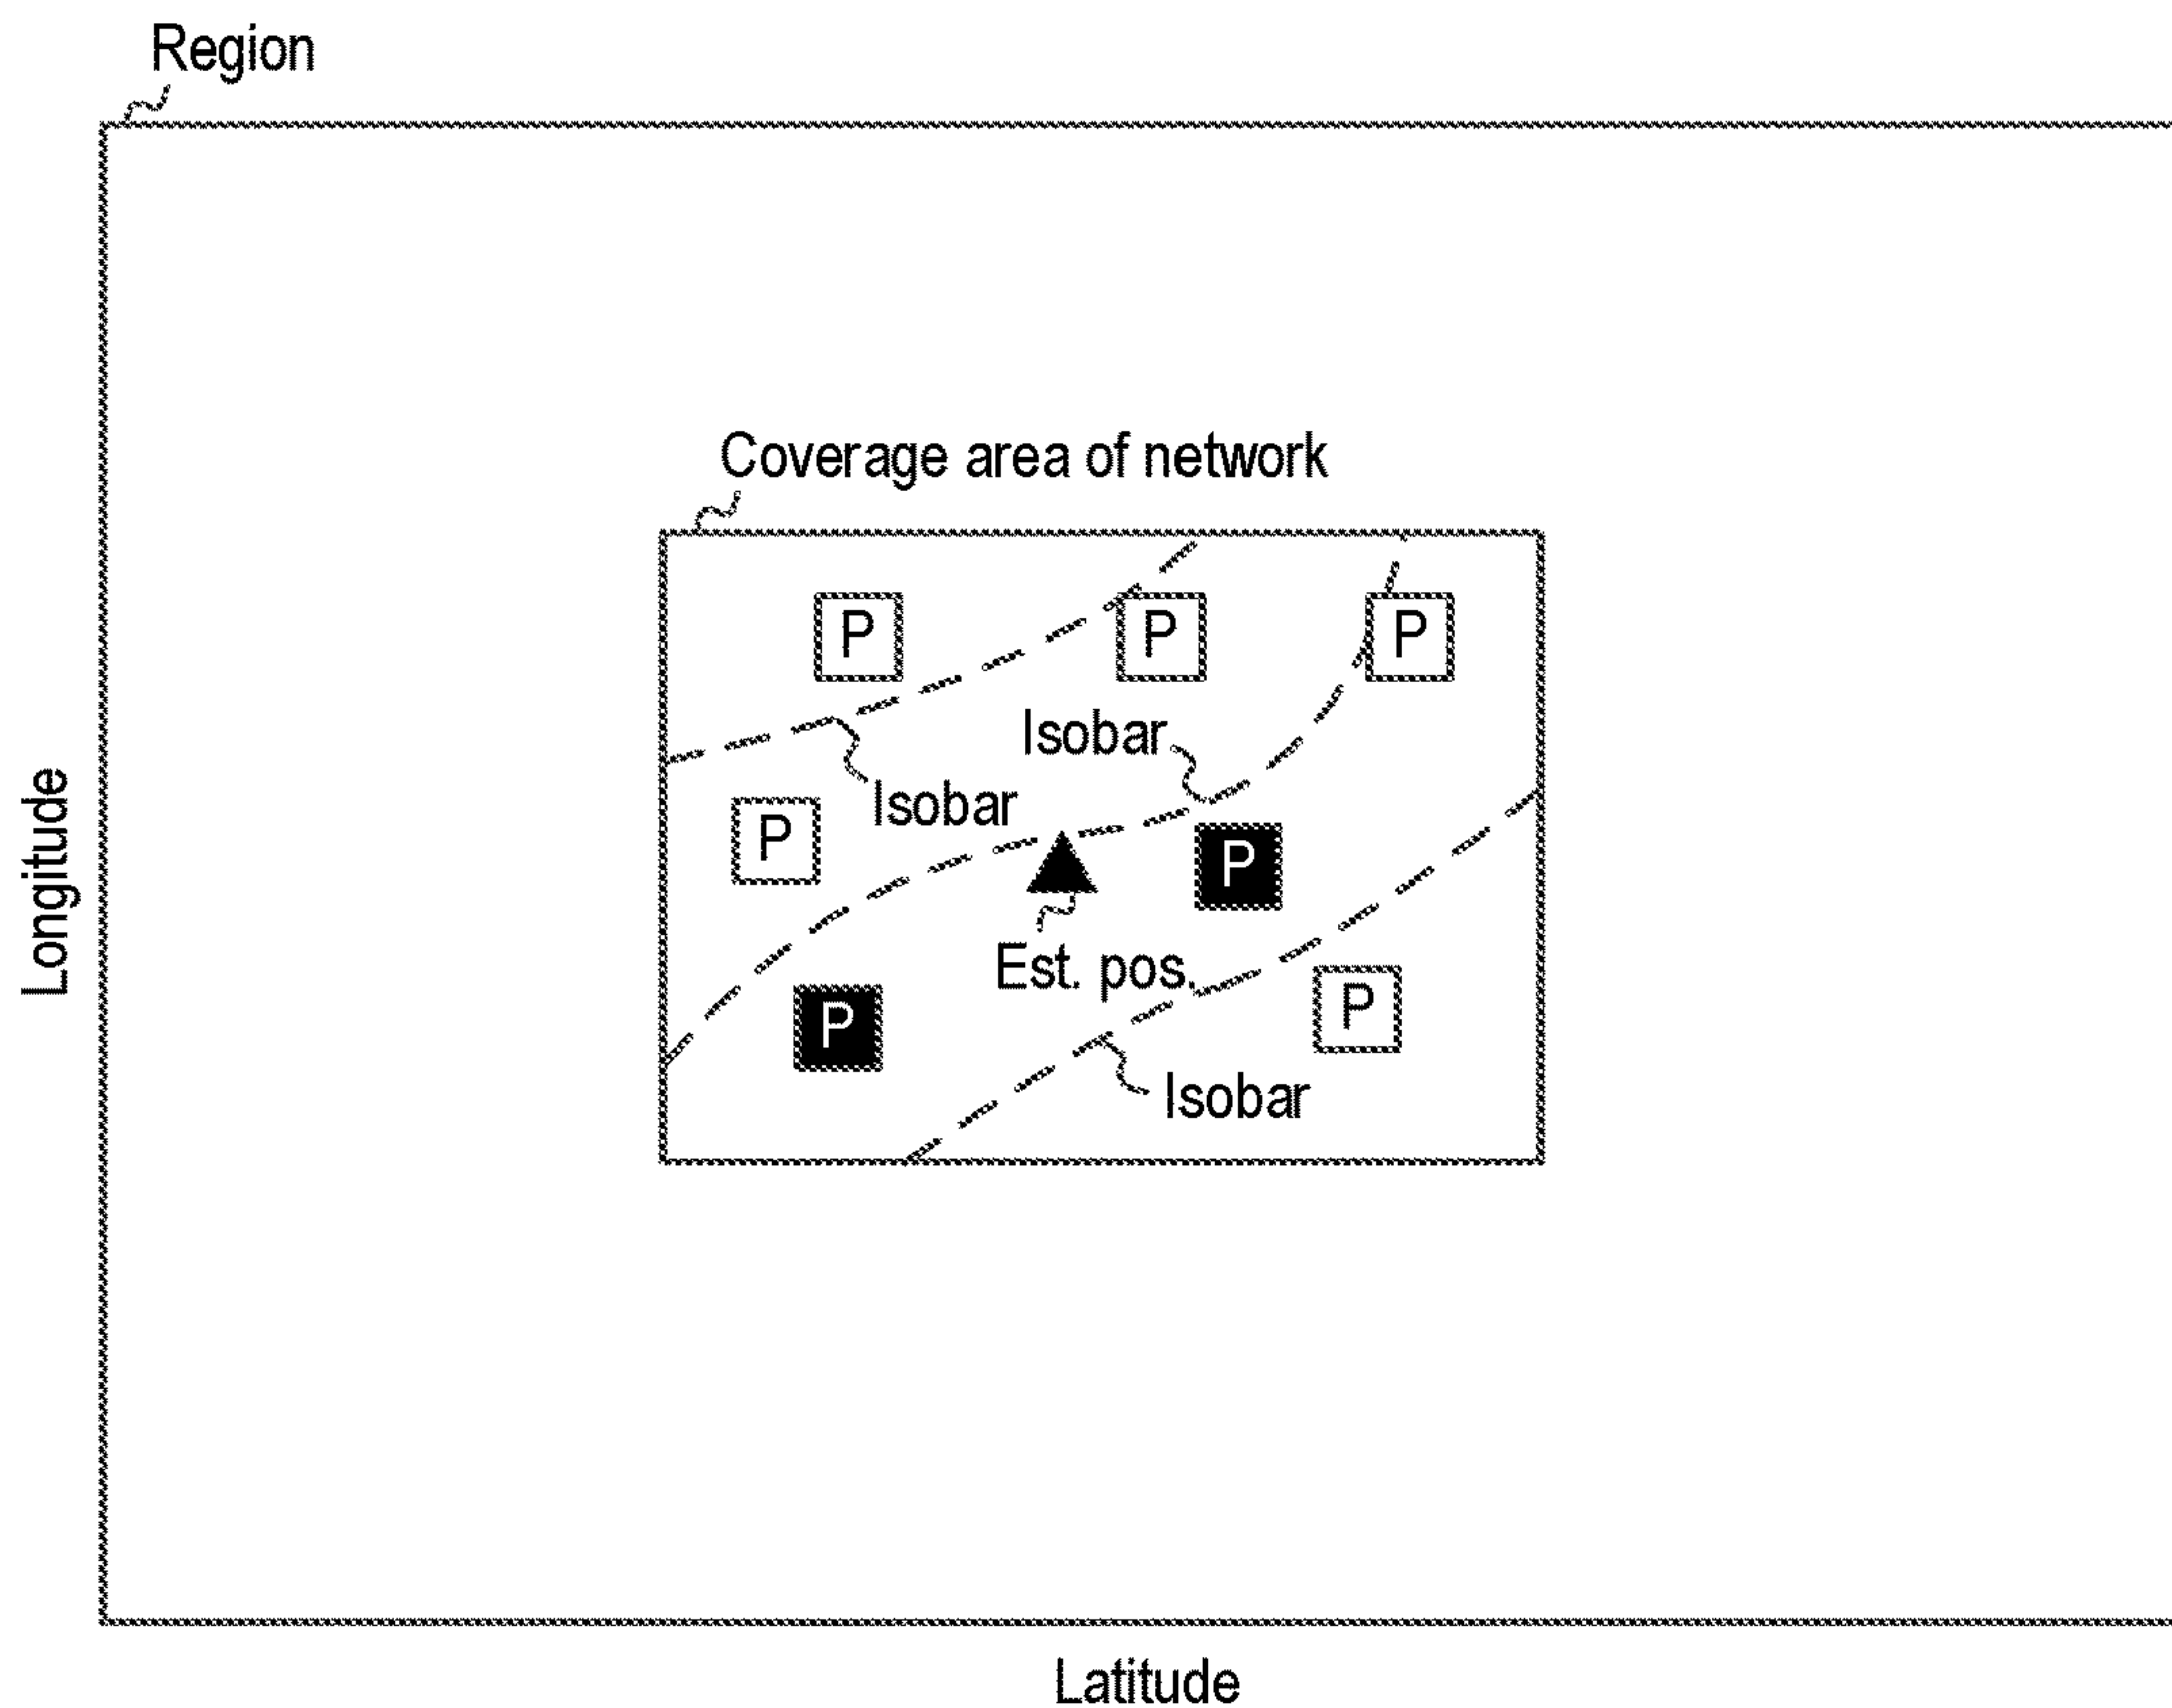 Region
Coverage area of network
P
P
P
Isobar
Isobar
P
P
Est. pos.
P
P
Isobar
Longitude
Latitude